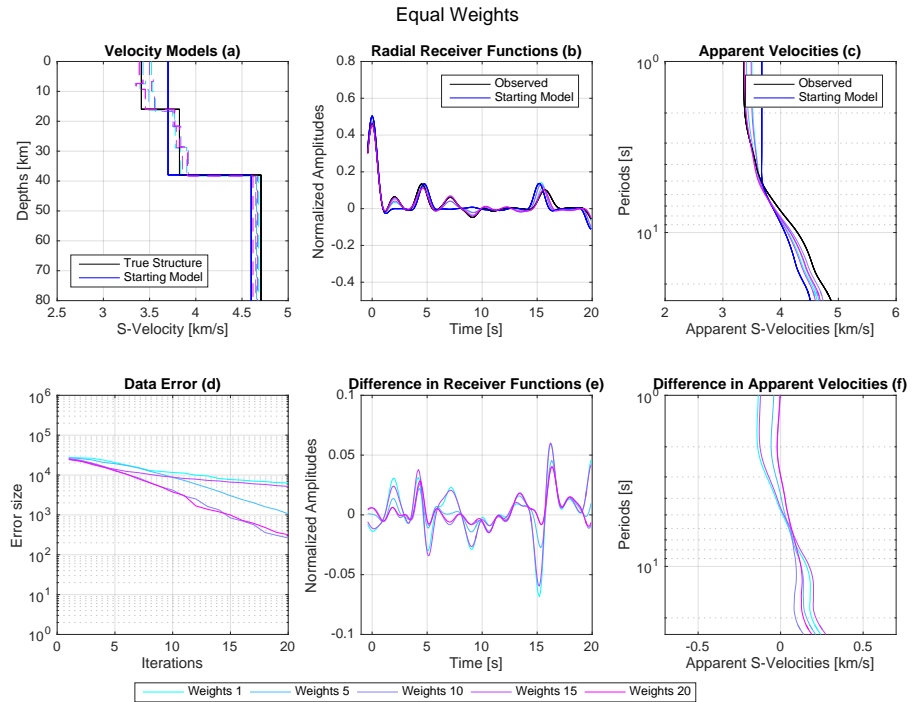 Equal Weights
Velocity Models (a)
0
10
20
30
40
50
60
70
80
Depths [km]
True Structure
Starting Model
2.5 3 3.5 4 4.5 5
S-Velocity [km/s]
Radial Receiver Functions (b)
0.8
0.6
0.4
0.2
0
-0.2
-0.4
Normalized Amplitudes
Observed
Starting Model
0 5 10 15 20
Time [s]
Apparent Velocities (c)
10^0
10^1
Periods [s]
Observed
Starting Model
2 3 4 5 6
Apparent S-Velocities [km/s]
Data Error (d)
10^6
10^5
10^4
10^3
10^2
10^1
10^0
Error size
0 5 10 15 20
Iterations
Difference in Receiver Functions (e)
0.1
0.05
0
-0.05
-0.1
Normalized Amplitudes
0 5 10 15 20
Time [s]
Difference in Apparent Velocities (f)
10^0
10^1
Periods [s]
-0.5 0 0.5
Apparent S-Velocities [km/s]
Weights 1 Weights 5 Weights 10 Weights 15 Weights 20